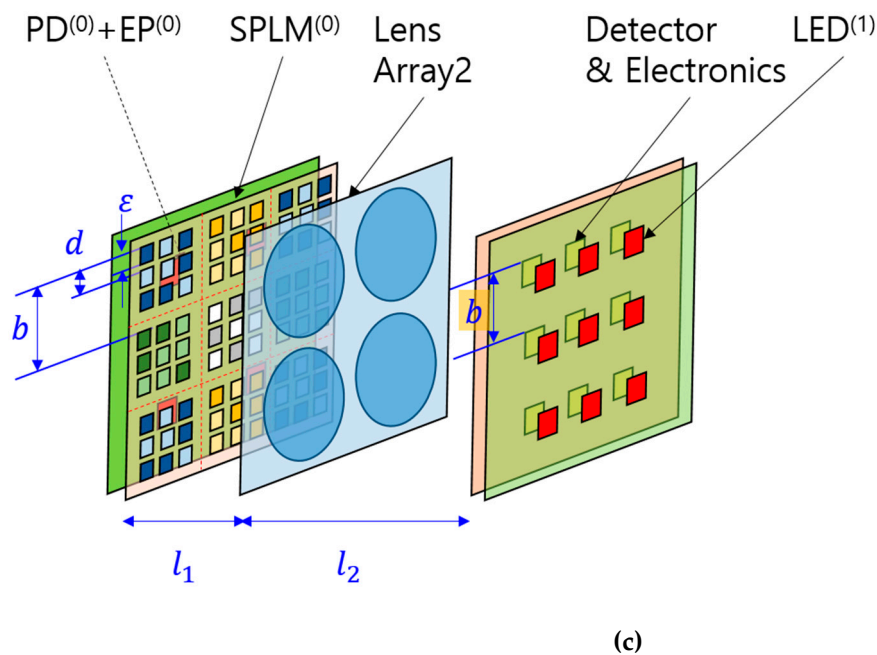 PD⁽⁰⁾+EP⁽⁰⁾
SPLM⁽⁰⁾
Lens
Array2
Detector
& Electronics
LED⁽¹⁾
ε
d
b
b
l₁
l₂
(c)